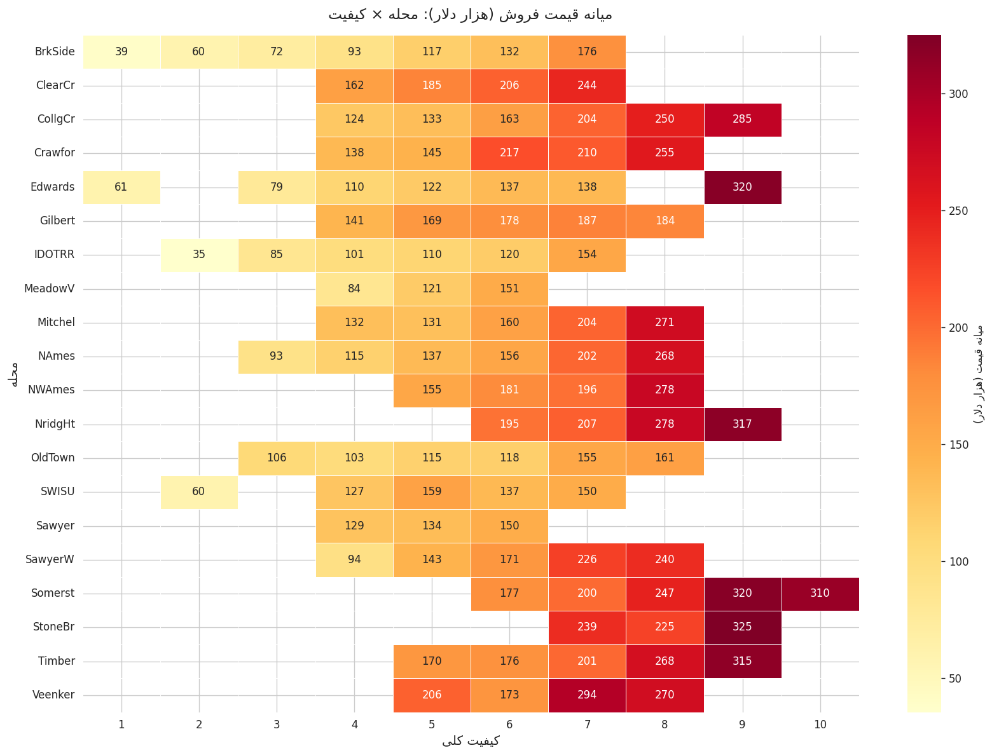 میانه قیمت فروش (هزار دلار): محله × کیفیت
BrkSide 39 60 72 93 117 132 176
ClearCr 162 185 206 244
CollgCr 124 133 163 204 250 285
Crawfor 138 145 217 210 255
Edwards 61 79 110 122 137 138 320
Gilbert 141 169 178 187 184
IDOTRR 35 85 101 110 120 154
MeadowV 84 121 151
Mitchel 132 131 160 204 271
NAmes 93 115 137 156 202 268
NWAmes 155 181 196 278
NridgHt 195 207 278 317
OldTown 106 103 115 118 155 161
SWISU 60 127 159 137 150
Sawyer 129 134 150
SawyerW 94 143 171 226 240
Somerst 177 200 247 320 310
StoneBr 239 225 325
Timber 170 176 201 268 315
Veenker 206 173 294 270
1 2 3 4 5 6 7 8 9 10
کیفیت کلی
محله
300
250
200
150
100
50
میانه قیمت (هزار دلار)